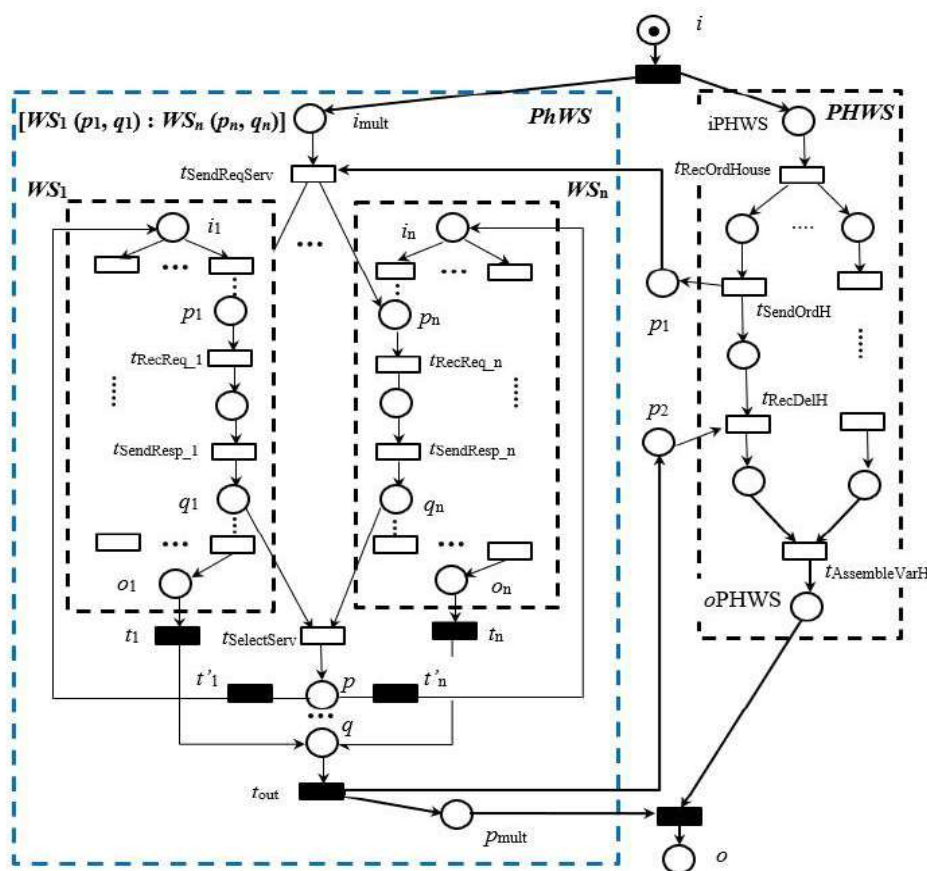 i
[WS1 (p1, q1) : WSn (pn, qn)]
imult
PhWS
iPHWS
PHWS
tSendReqServ
tRecOrdHouse
WS1
WSn
i1
•••
in
....
•••
•••
p1
pn
p1
tSendOrdH
tRecReq_1
tRecReq_n
tRecDelH
p2
tSendResp_1
tSendResp_n
q1
qn
•••
•••
o1
on
tAssembleVarH
oPHWS
t1
tSelectServ
tn
t'1
p
t'n
•••
q
tout
pmult
o